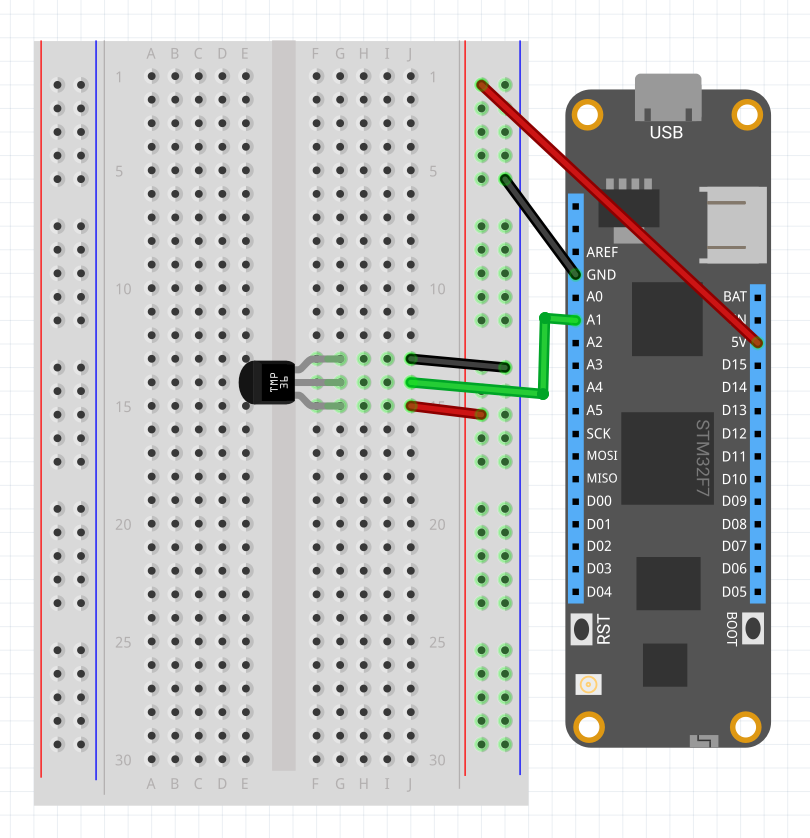 A B C D E F G H I J
1 1
5 5
10 10
15 15
20 20
25 25
30 30
A B C D E F G H I J
TMP
36
USB
AREF
GND
A0
A1
A2
A3
A4
A5
SCK
MOSI
MISO
D00
D01
D02
D03
D04
BAT
5V
D15
D14
D13
D12
D11
D10
D09
D08
D07
D06
D05
STM32F7
RST
BOOT